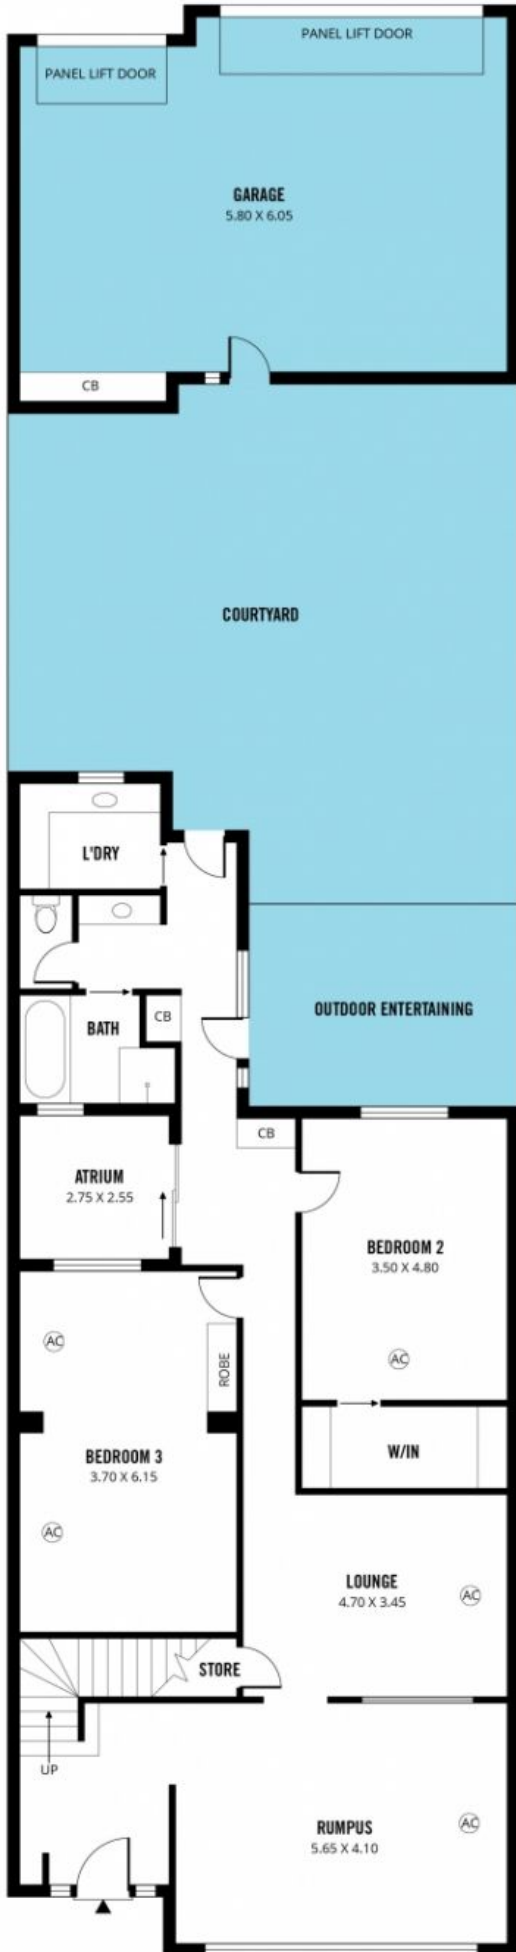 PANEL LIFT DOOR
PANEL LIFT DOOR
GARAGE
5.80 X 6.05
CB
COURTYARD
L'DRY
BATH
CB
OUTDOOR ENTERTAINING
CB
ATRIUM
2.75 X 2.55
BEDROOM 2
3.50 X 4.80
AC
AC
ROBE
W/IN
BEDROOM 3
3.70 X 6.15
AC
LOUNGE
4.70 X 3.45
AC
STORE
UP
RUMPUS
5.65 X 4.10
AC